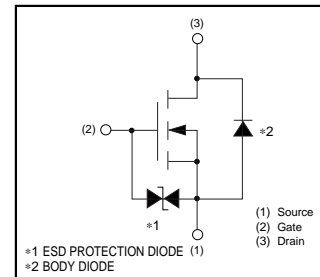 (3)
(2)
∗2
∗1
(1) Source
(2) Gate
(3) Drain
(1)
∗1 ESD PROTECTION DIODE
∗2 BODY DIODE